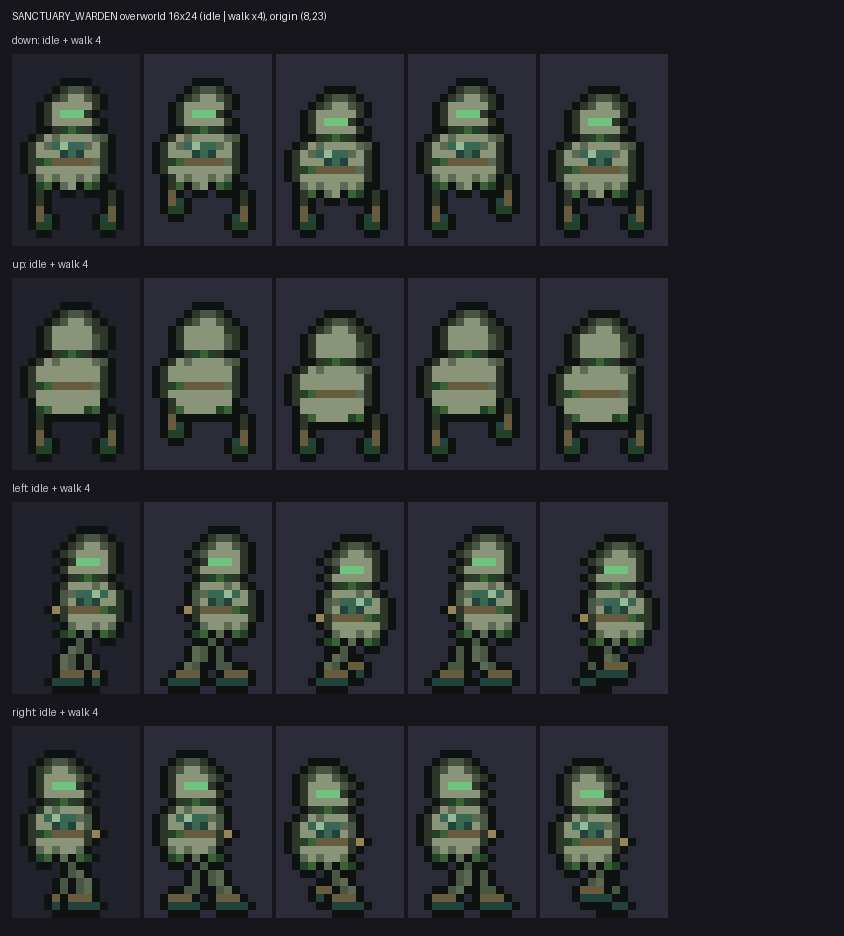 SANCTUARY_WARDEN overworld 16x24 (idle | walk x4), origin (8,23)
down: idle + walk 4
up: idle + walk 4
left: idle + walk 4
right: idle + walk 4